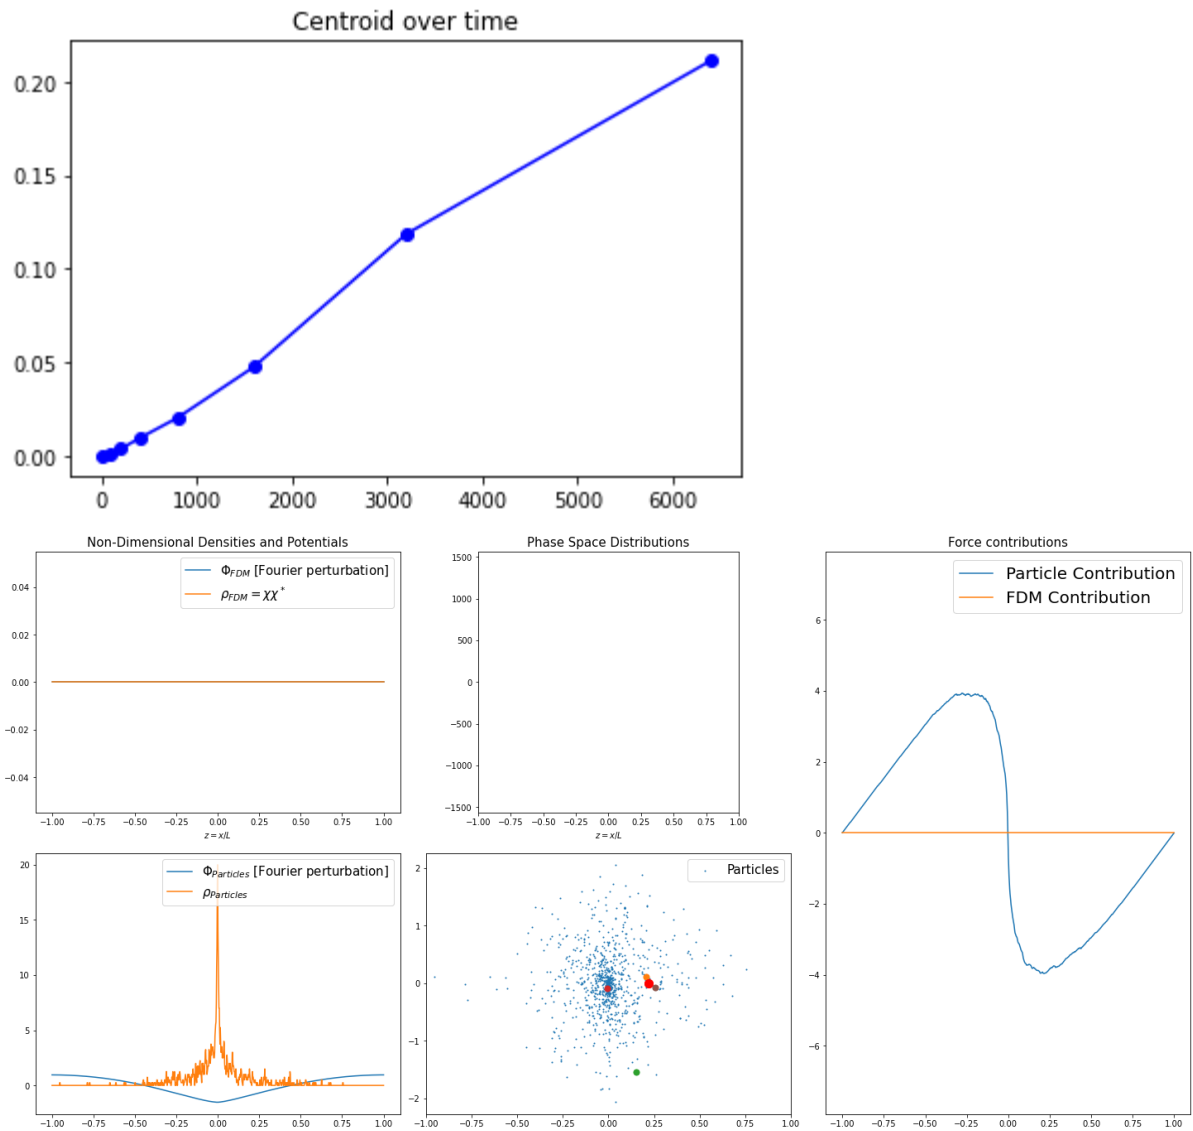 Centroid over time
0.20
0.15
0.10
0.05
0.00
0 1000 2000 3000 4000 5000 6000
Non-Dimensional Densities and Potentials
Φ_FDM [Fourier perturbation]
ρ_FDM = χχ*
0.04
0.02
0.00
−0.02
−0.04
−1.00 −0.75 −0.50 −0.25 0.00 0.25 0.50 0.75 1.00
z = x/L
Phase Space Distributions
1500
1000
500
0
−500
−1000
−1500
−1.00 −0.75 −0.50 −0.25 0.00 0.25 0.50 0.75 1.00
z = x/L
Force contributions
Particle Contribution
FDM Contribution
6
4
2
0
−2
−4
−6
−1.00 −0.75 −0.50 −0.25 0.00 0.25 0.50 0.75 1.00
Φ_Particles [Fourier perturbation]
ρ_Particles
20
15
10
5
0
−1.00 −0.75 −0.50 −0.25 0.00 0.25 0.50 0.75 1.00
Particles
2
1
0
−1
−2
−1.00 −0.75 −0.50 −0.25 0.00 0.25 0.50 0.75 1.00